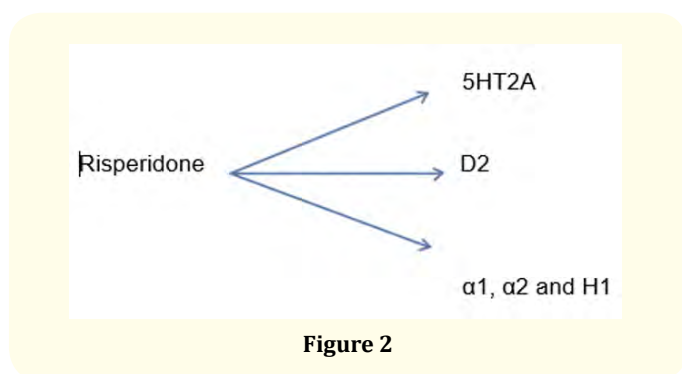 5HT2A
Risperidone
D2
α1, α2 and H1
Figure 2